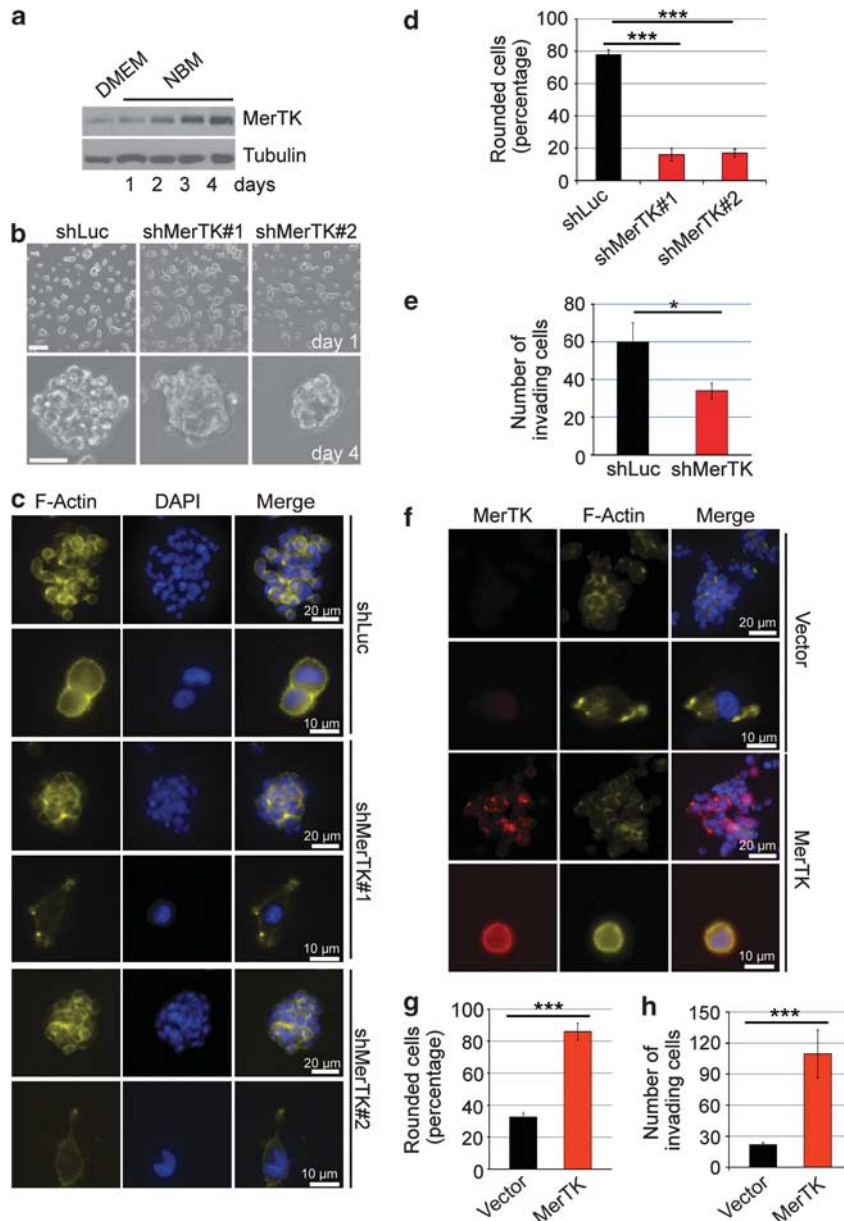 a
DMEM
NBM
MerTK
Tubulin
1 2 3 4 days
b
shLuc shMerTK#1 shMerTK#2
day 1
day 4
c
F-Actin DAPI Merge
20 µm
10 µm
shLuc
20 µm
10 µm
shMerTK#1
20 µm
10 µm
shMerTK#2
d
Rounded cells
(percentage)
100
80
60
40
20
0
***
***
shLuc
shMerTK#1
shMerTK#2
e
Number of
invading cells
80
60
40
20
0
*
shLuc shMerTK
f
MerTK F-Actin Merge
20 µm
10 µm
Vector
20 µm
10 µm
MerTK
g
Rounded cells
(percentage)
100
80
60
40
20
0
***
Vector
MerTK
h
Number of
invading cells
150
120
90
60
30
0
***
Vector
MerTK